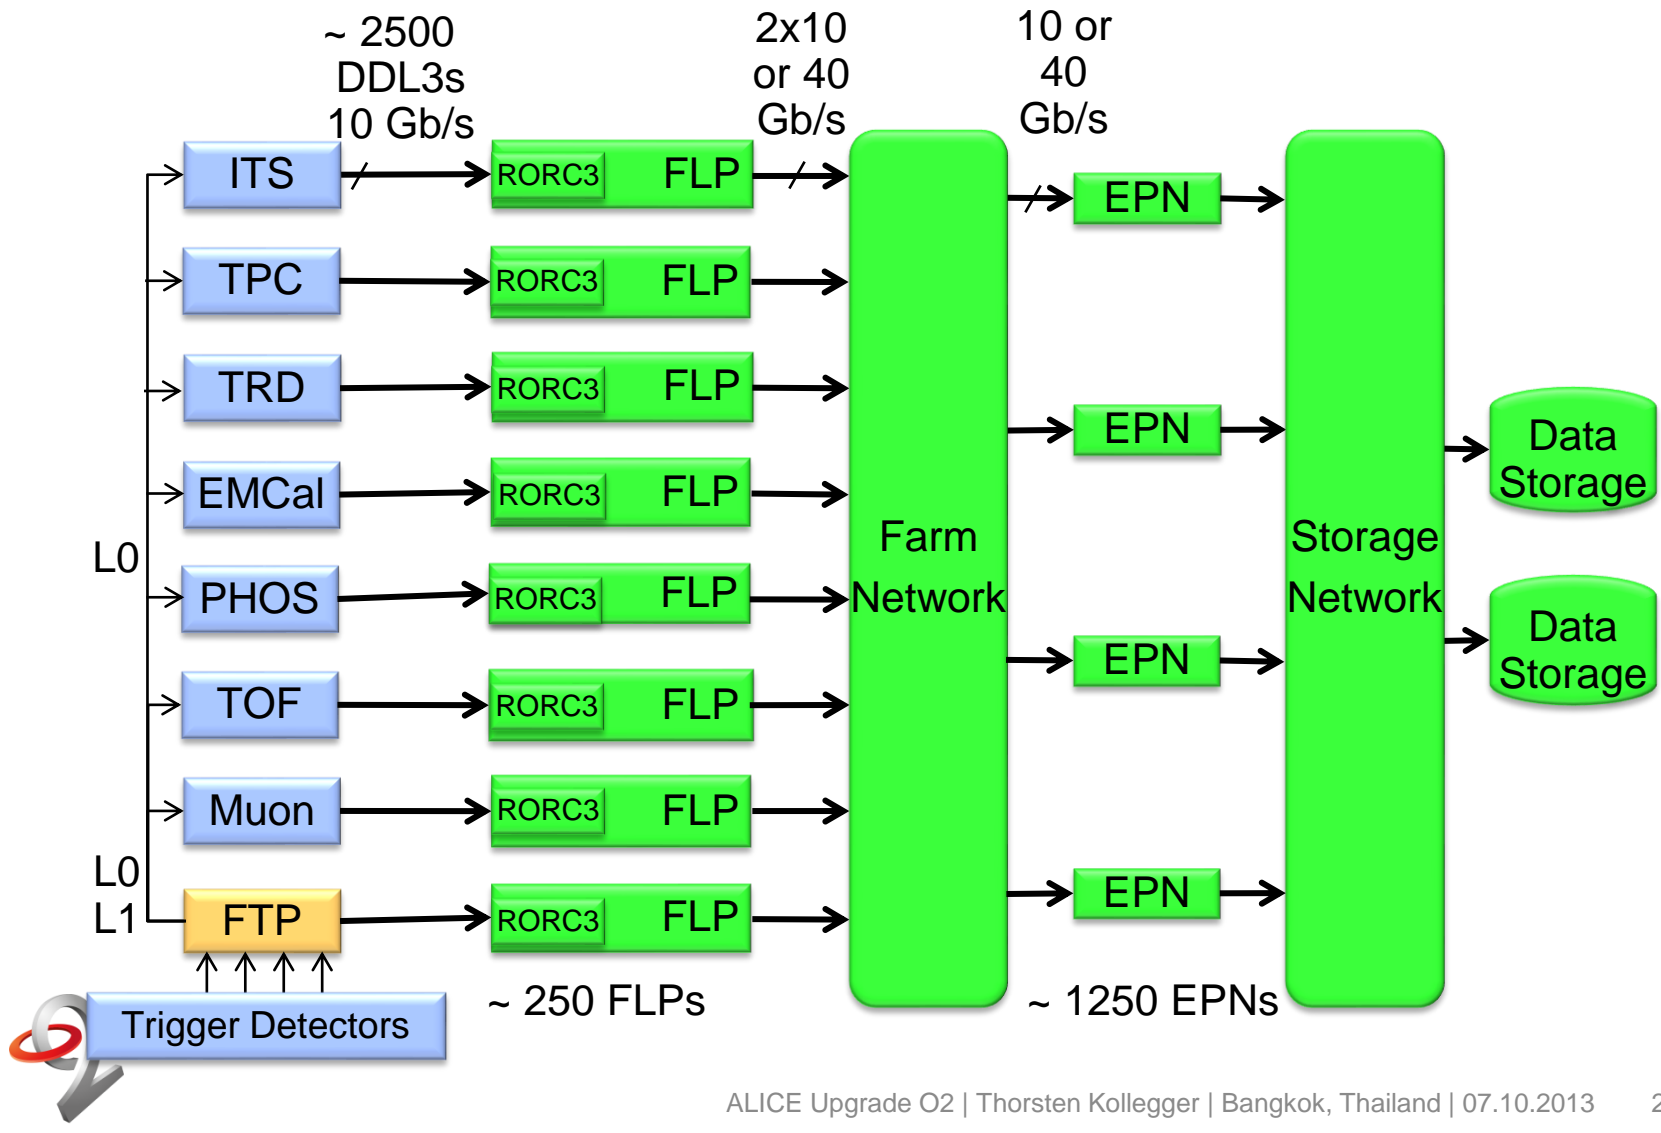 ~ 2500
DDL3s
10 Gb/s
2x10
or 40
Gb/s
10 or
40
Gb/s
ITS
RORC3
FLP
EPN
TPC
RORC3
FLP
TRD
RORC3
FLP
EPN
Data
Storage
EMCal
RORC3
FLP
L0
Farm
Network
Storage
Network
PHOS
RORC3
FLP
EPN
Data
Storage
TOF
RORC3
FLP
Muon
RORC3
FLP
L0
L1
FTP
RORC3
FLP
EPN
Trigger Detectors
~ 250 FLPs
~ 1250 EPNs
ALICE Upgrade O2 | Thorsten Kollegger | Bangkok, Thailand | 07.10.2013
2